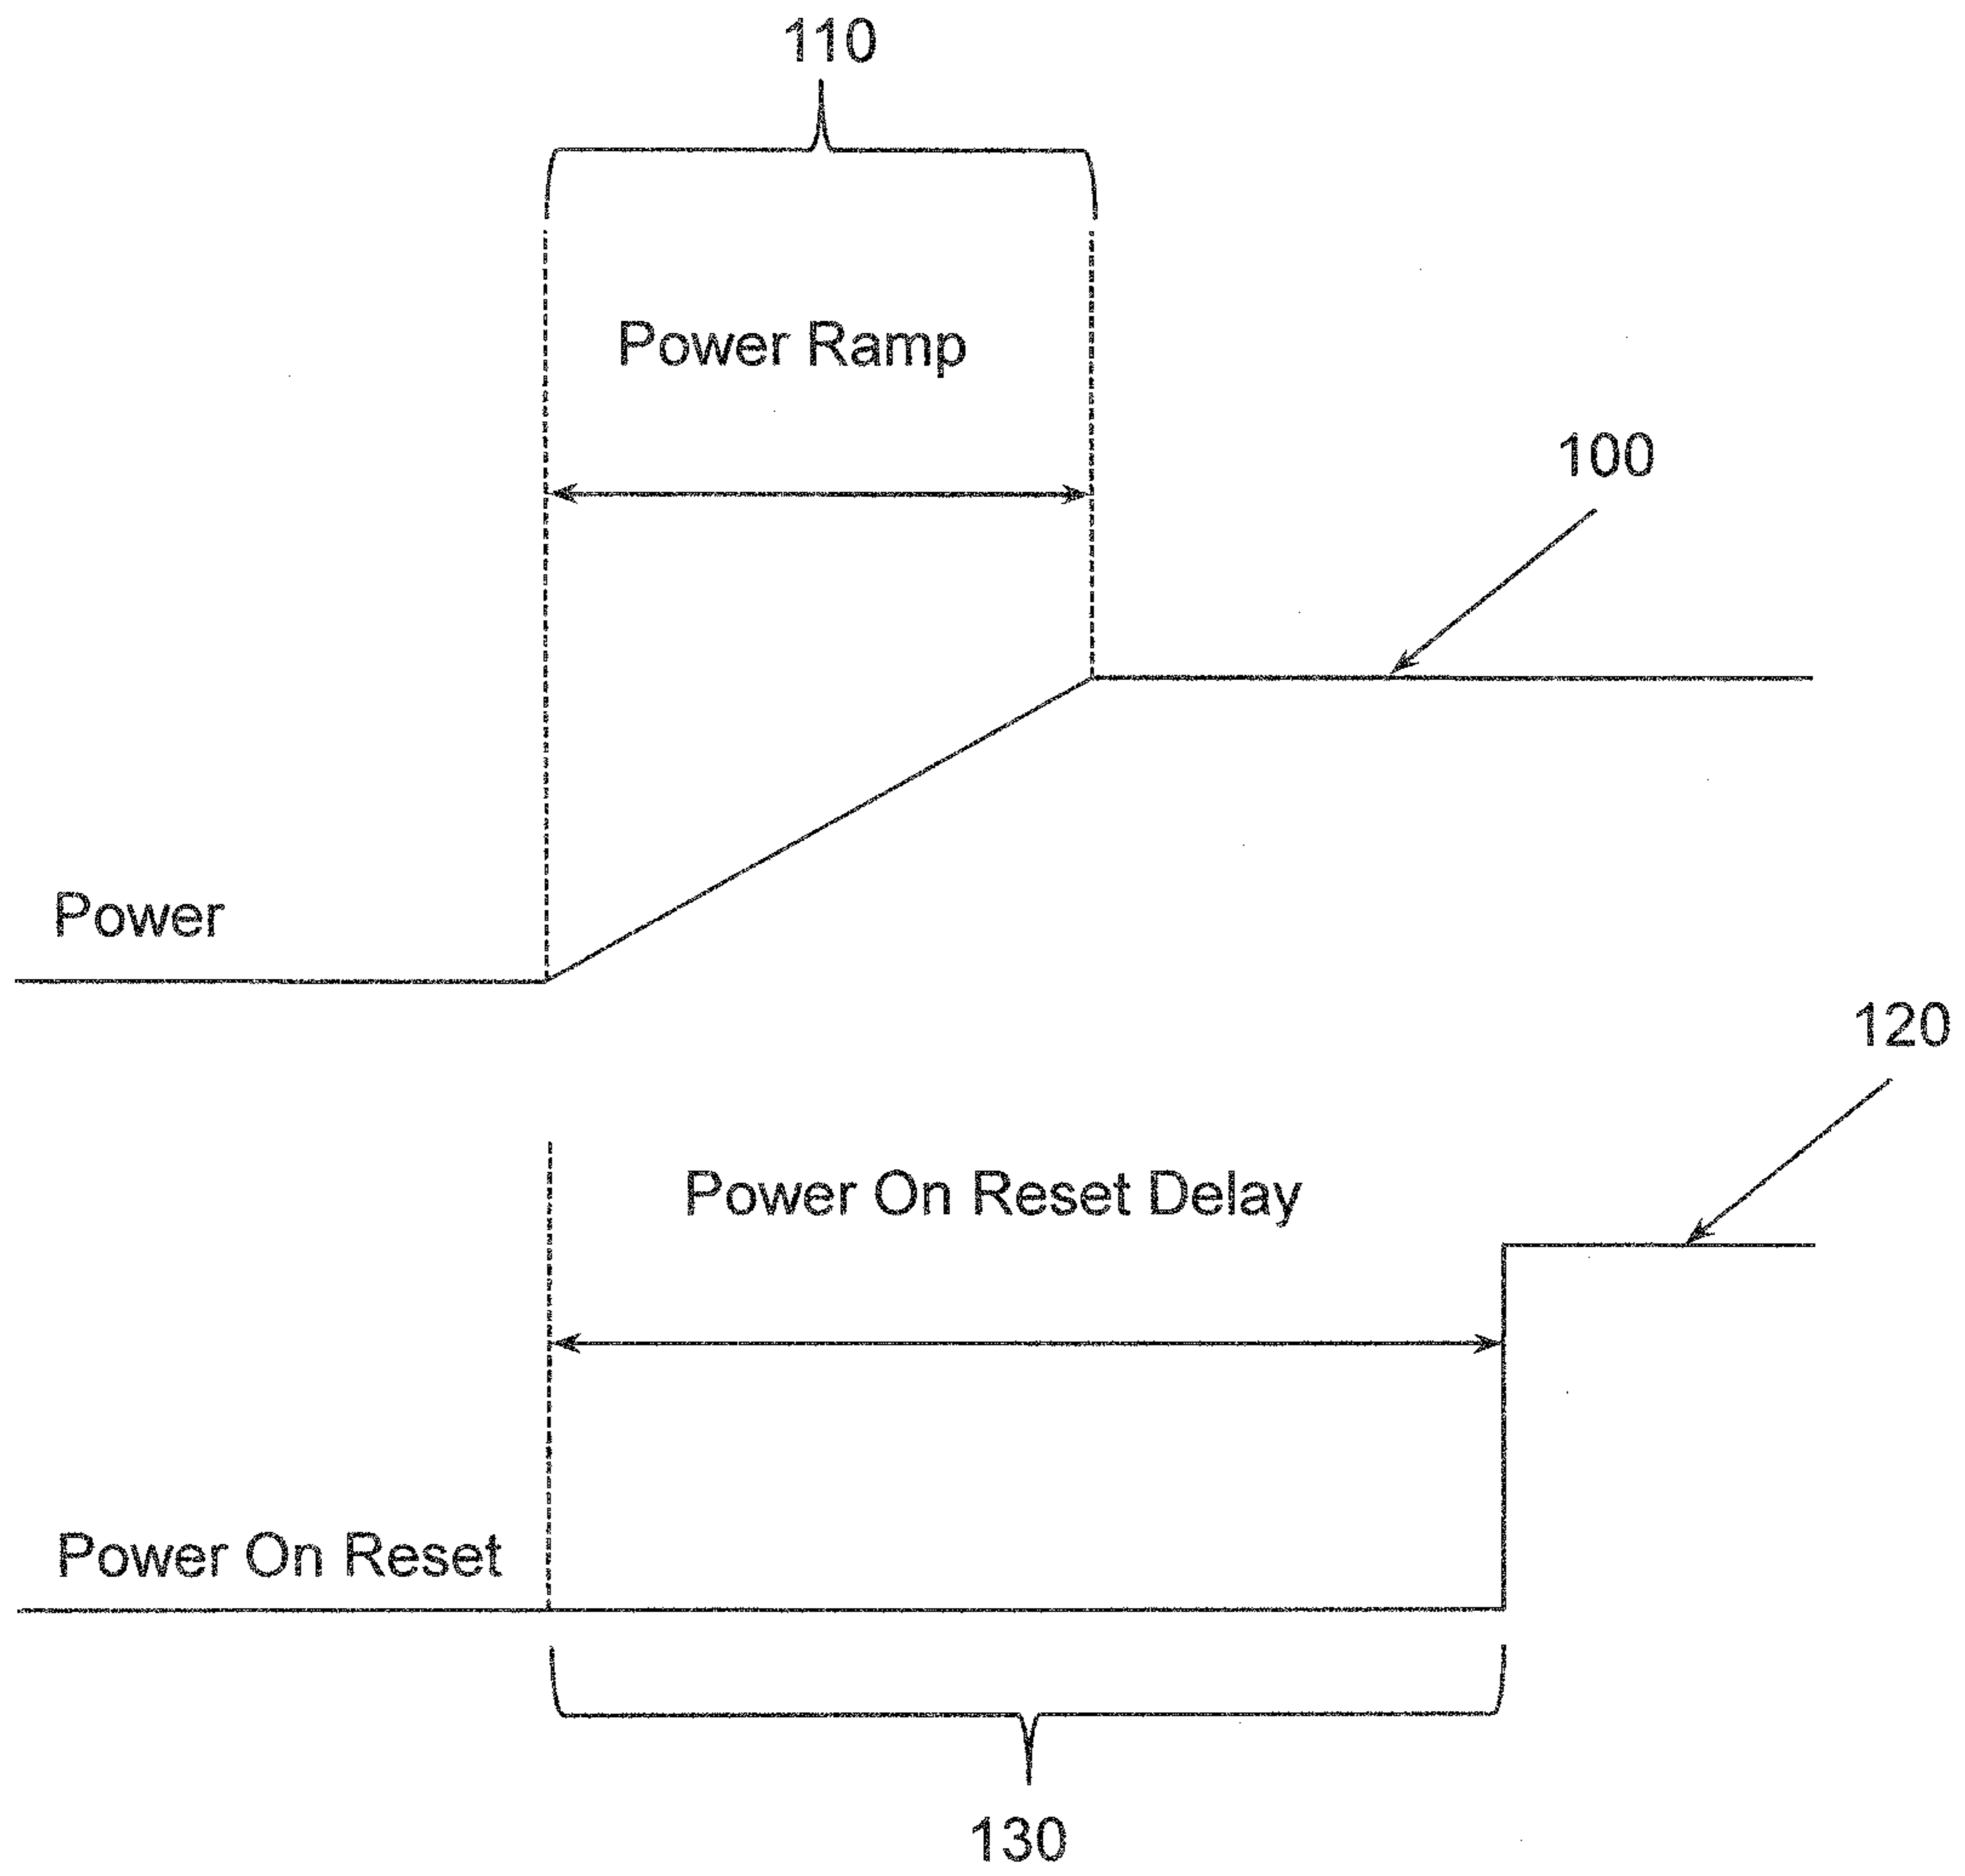 110
Power Ramp
100
Power
120
Power On Reset Delay
Power On Reset
130